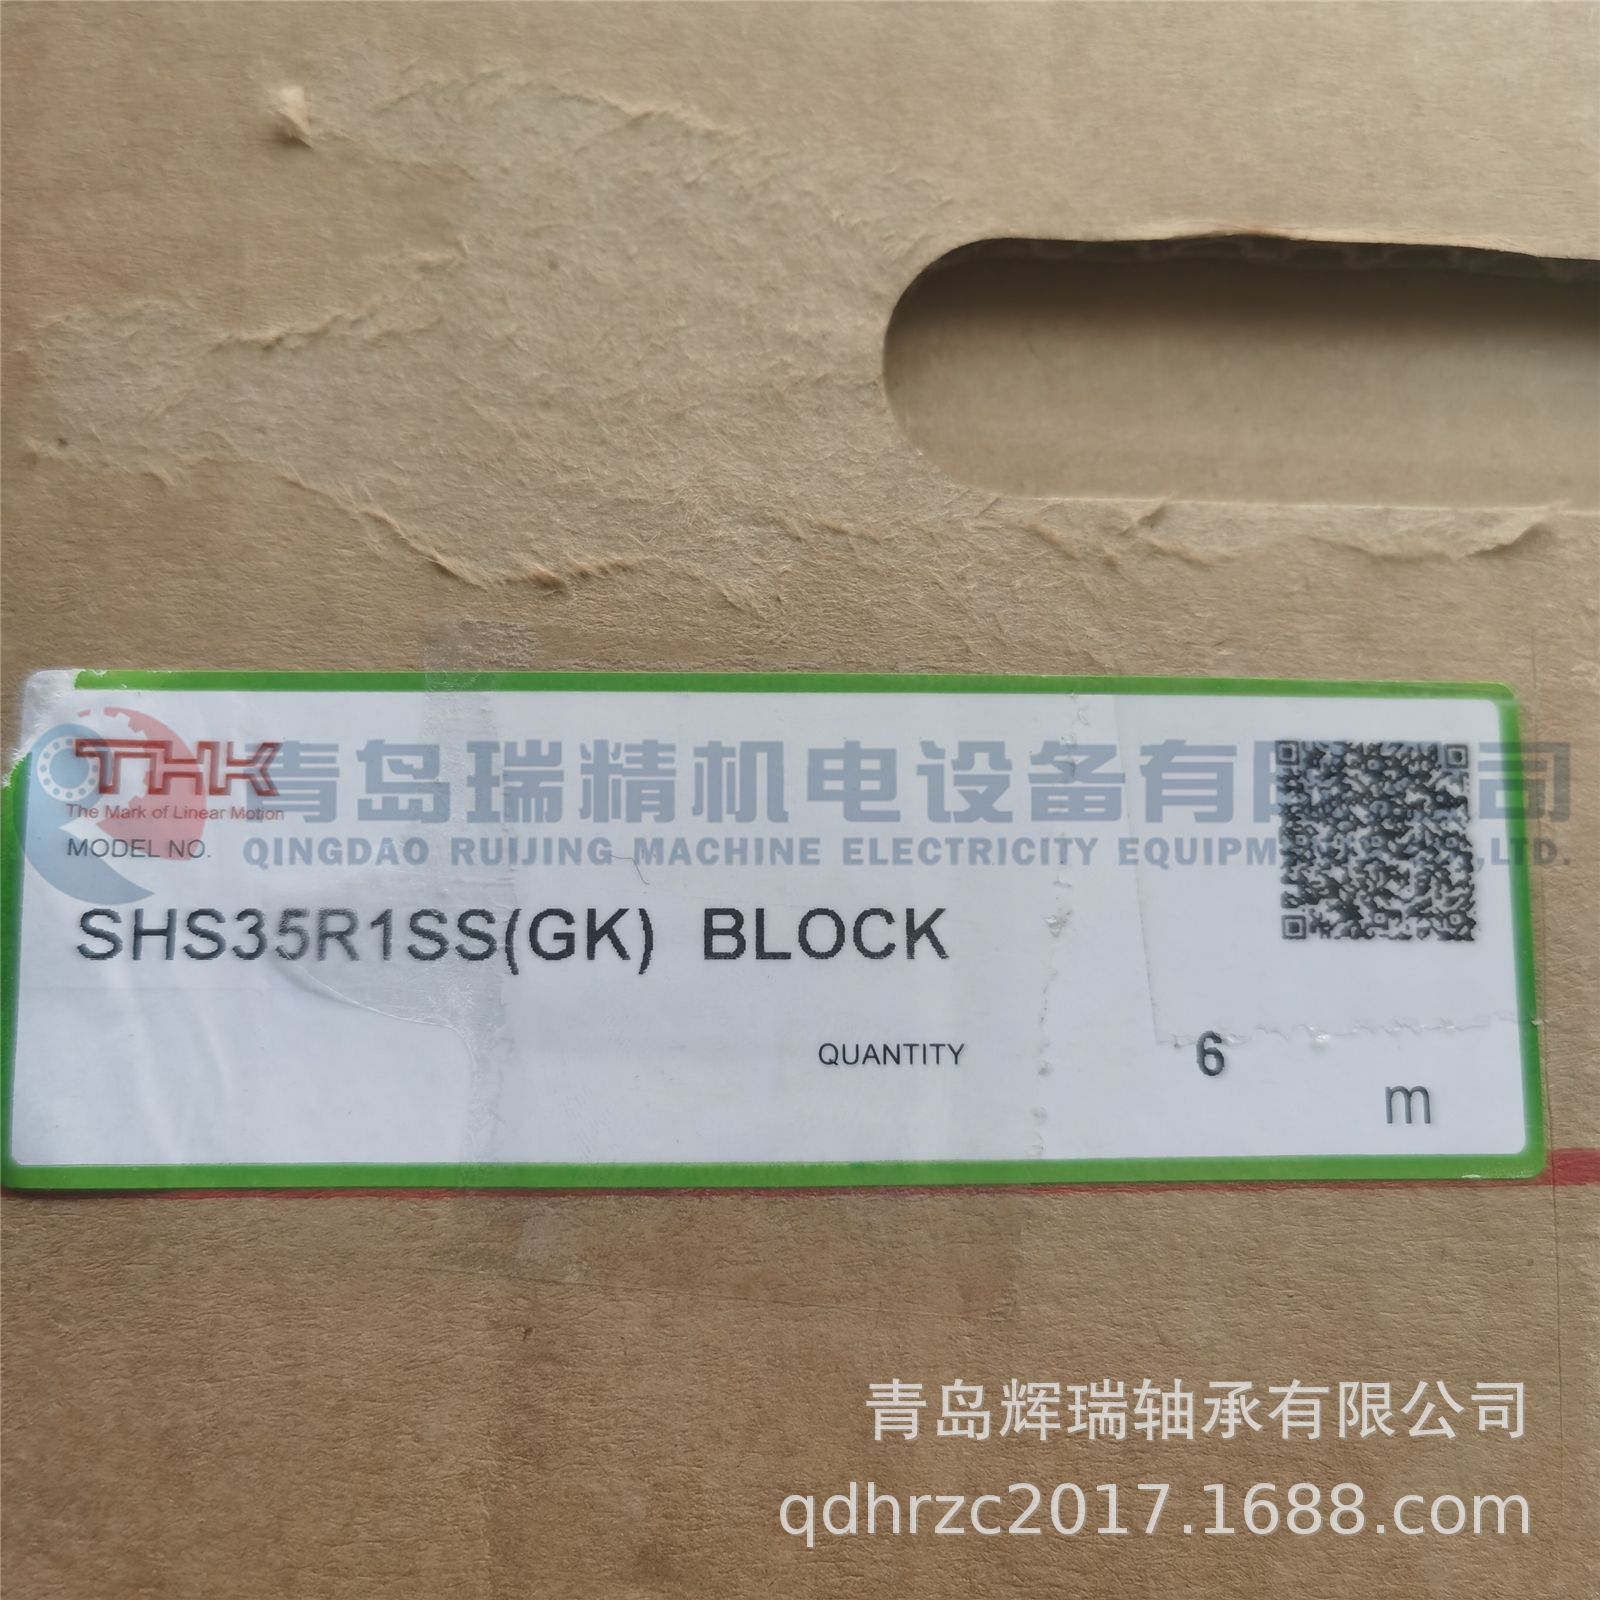 THK
The Mark of Linear Motion
青岛瑞精机电设备有限公司
MODEL NO.
QINGDAO RUIJING MACHINE ELECTRICITY EQUIPM ,LTD.
SHS35R1SS(GK) BLOCK
QUANTITY 6
m
青岛辉瑞轴承有限公司
qdhrzc2017.1688.com